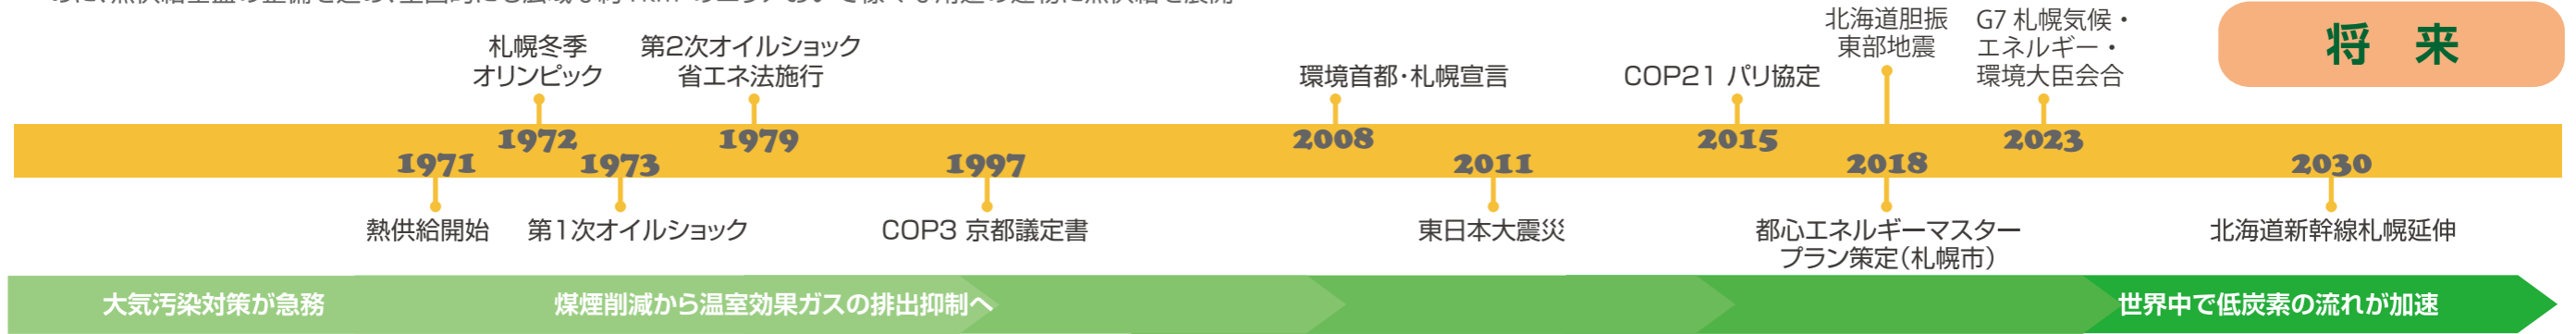 札幌冬季
オリンピック
第2次オイルショック
省エネ法施行
環境首都・札幌宣言
COP21 パリ協定
北海道胆振
東部地震
G7 札幌気候・
エネルギー・
環境大臣会合
将 来
1972
1979
2008
2015
2023
1971
1973
1997
2011
2018
2030
熱供給開始
第1次オイルショック
COP3 京都議定書
東日本大震災
都心エネルギーマスター
プラン策定(札幌市)
北海道新幹線札幌延伸
大気汚染対策が急務
煤煙削減から温室効果ガスの排出抑制へ
世界中で低炭素の流れが加速